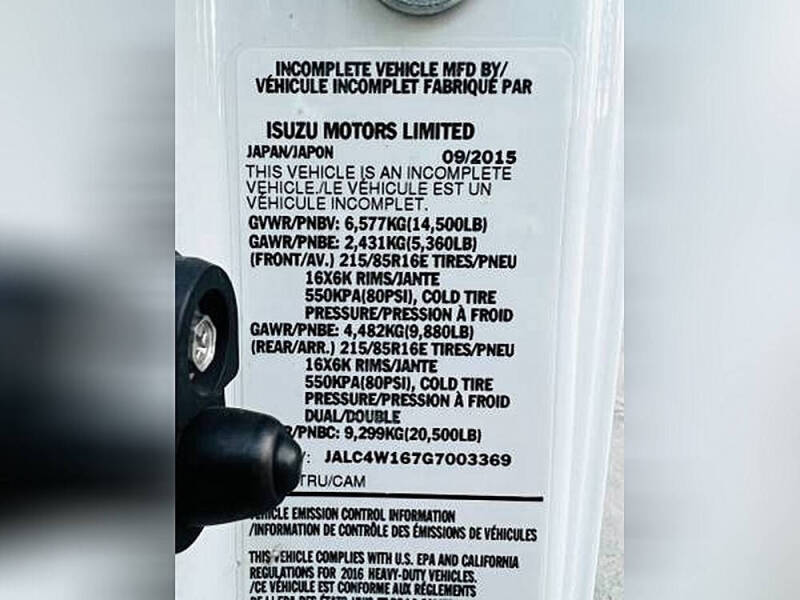 INCOMPLETE VEHICLE MFD BY/
VÉHICULE INCOMPLET FABRIQUÉ PAR
ISUZU MOTORS LIMITED
JAPAN/JAPON 09/2015
THIS VEHICLE IS AN INCOMPLETE
VEHICLE./LE VÉHICULE EST UN
VÉHICULE INCOMPLET.
GVWR/PNBV: 6,577KG(14,500LB)
GAWR/PNBE: 2,431KG(5,360LB)
(FRONT/AV.) 215/85R16E TIRES/PNEU
16X6K RIMS/JANTE
550KPA(80PSI), COLD TIRE
PRESSURE/PRESSION À FROID
GAWR/PNBE: 4,482KG(9,880LB)
(REAR/ARR.) 215/85R16E TIRES/PNEU
16X6K RIMS/JANTE
550KPA(80PSI), COLD TIRE
PRESSURE/PRESSION À FROID
DUAL/DOUBLE
/PNBC: 9,299KG(20,500LB)
: JALC4W167G7003369
TRU/CAM
VEHICLE EMISSION CONTROL INFORMATION
/INFORMATION DE CONTRÔLE DES ÉMISSIONS DE VÉHICULES
THIS VEHICLE COMPLIES WITH U.S. EPA AND CALIFORNIA
REGULATIONS FOR 2016 HEAVY-DUTY VEHICLES.
/CE VÉHICULE EST CONFORME AUX RÉGLEMENTS